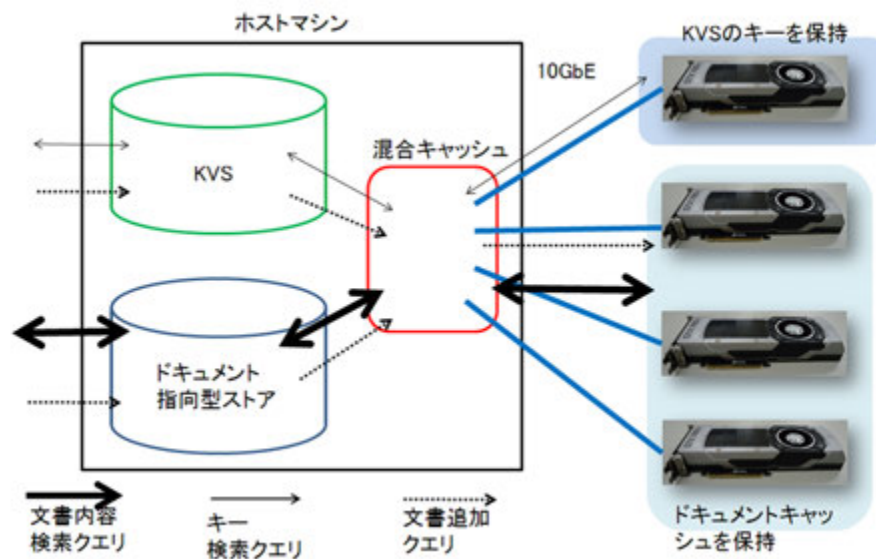 ホストマシン
KVSのキーを保持
10GbE
混合キャッシュ
KVS
ドキュメント
指向型ストア
文書内容
検索クエリ
キー
検索クエリ
文書追加
クエリ
ドキュメントキャッ
シュを保持